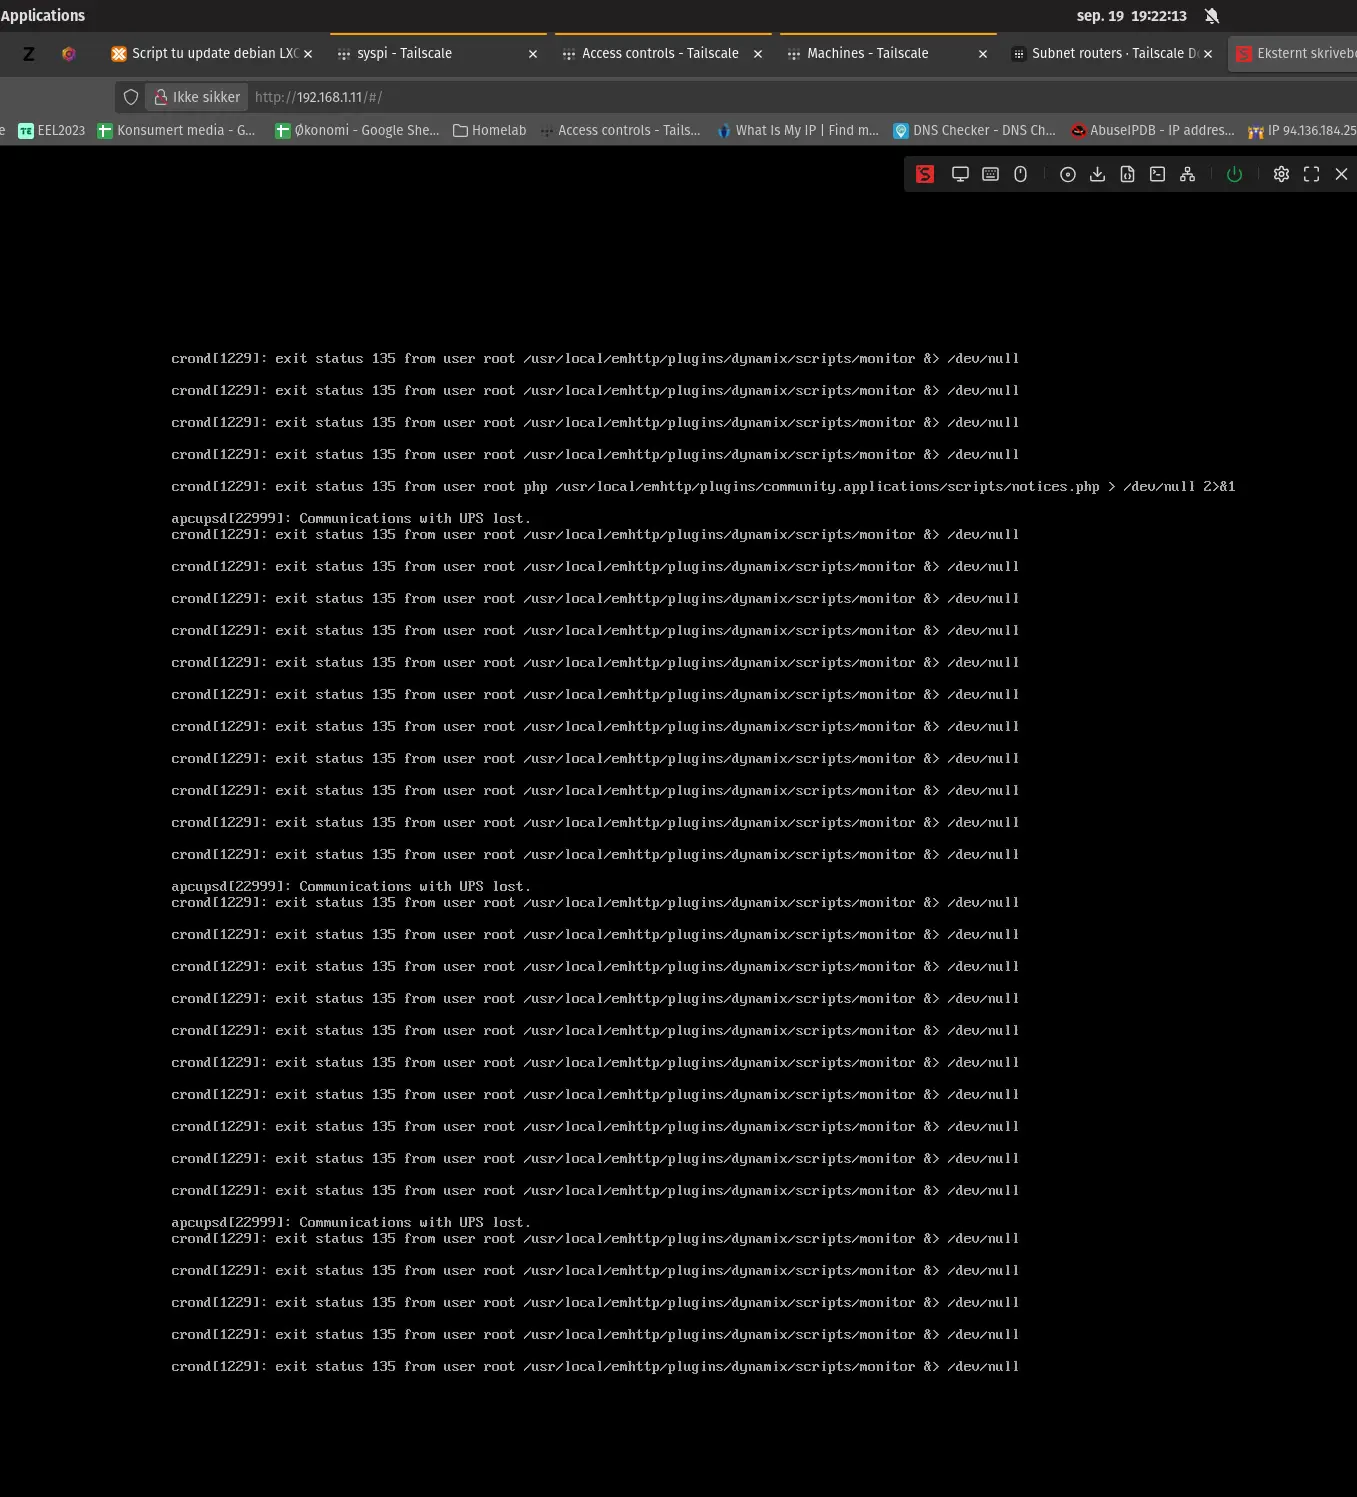 Applications
sep. 19 19:22:13
Z
Script tu update debian LXC
syspi - Tailscale
Access controls - Tailscale
Machines - Tailscale
Subnet routers · Tailscale D
Eksternt skrivebo
Ikke sikker
http://192.168.1.11/#/
e
TE EEL2023
Konsumert media - G...
Økonomi - Google She...
Homelab
Access controls - Tails...
What Is My IP | Find m...
DNS Checker - DNS Ch...
AbuseIPDB - IP addres...
IP 94.136.184.25
crond[1229]: exit status 135 from user root /usr/local/emhttp/plugins/dynamix/scripts/monitor &> /dev/null
crond[1229]: exit status 135 from user root /usr/local/emhttp/plugins/dynamix/scripts/monitor &> /dev/null
crond[1229]: exit status 135 from user root /usr/local/emhttp/plugins/dynamix/scripts/monitor &> /dev/null
crond[1229]: exit status 135 from user root /usr/local/emhttp/plugins/dynamix/scripts/monitor &> /dev/null
crond[1229]: exit status 135 from user root php /usr/local/emhttp/plugins/community.applications/scripts/notices.php > /dev/null 2>&1
apcupsd[22999]: Communications with UPS lost.
crond[1229]: exit status 135 from user root /usr/local/emhttp/plugins/dynamix/scripts/monitor &> /dev/null
crond[1229]: exit status 135 from user root /usr/local/emhttp/plugins/dynamix/scripts/monitor &> /dev/null
crond[1229]: exit status 135 from user root /usr/local/emhttp/plugins/dynamix/scripts/monitor &> /dev/null
crond[1229]: exit status 135 from user root /usr/local/emhttp/plugins/dynamix/scripts/monitor &> /dev/null
crond[1229]: exit status 135 from user root /usr/local/emhttp/plugins/dynamix/scripts/monitor &> /dev/null
crond[1229]: exit status 135 from user root /usr/local/emhttp/plugins/dynamix/scripts/monitor &> /dev/null
crond[1229]: exit status 135 from user root /usr/local/emhttp/plugins/dynamix/scripts/monitor &> /dev/null
crond[1229]: exit status 135 from user root /usr/local/emhttp/plugins/dynamix/scripts/monitor &> /dev/null
crond[1229]: exit status 135 from user root /usr/local/emhttp/plugins/dynamix/scripts/monitor &> /dev/null
crond[1229]: exit status 135 from user root /usr/local/emhttp/plugins/dynamix/scripts/monitor &> /dev/null
crond[1229]: exit status 135 from user root /usr/local/emhttp/plugins/dynamix/scripts/monitor &> /dev/null
apcupsd[22999]: Communications with UPS lost.
crond[1229]: exit status 135 from user root /usr/local/emhttp/plugins/dynamix/scripts/monitor &> /dev/null
crond[1229]: exit status 135 from user root /usr/local/emhttp/plugins/dynamix/scripts/monitor &> /dev/null
crond[1229]: exit status 135 from user root /usr/local/emhttp/plugins/dynamix/scripts/monitor &> /dev/null
crond[1229]: exit status 135 from user root /usr/local/emhttp/plugins/dynamix/scripts/monitor &> /dev/null
crond[1229]: exit status 135 from user root /usr/local/emhttp/plugins/dynamix/scripts/monitor &> /dev/null
crond[1229]: exit status 135 from user root /usr/local/emhttp/plugins/dynamix/scripts/monitor &> /dev/null
crond[1229]: exit status 135 from user root /usr/local/emhttp/plugins/dynamix/scripts/monitor &> /dev/null
crond[1229]: exit status 135 from user root /usr/local/emhttp/plugins/dynamix/scripts/monitor &> /dev/null
crond[1229]: exit status 135 from user root /usr/local/emhttp/plugins/dynamix/scripts/monitor &> /dev/null
crond[1229]: exit status 135 from user root /usr/local/emhttp/plugins/dynamix/scripts/monitor &> /dev/null
apcupsd[22999]: Communications with UPS lost.
crond[1229]: exit status 135 from user root /usr/local/emhttp/plugins/dynamix/scripts/monitor &> /dev/null
crond[1229]: exit status 135 from user root /usr/local/emhttp/plugins/dynamix/scripts/monitor &> /dev/null
crond[1229]: exit status 135 from user root /usr/local/emhttp/plugins/dynamix/scripts/monitor &> /dev/null
crond[1229]: exit status 135 from user root /usr/local/emhttp/plugins/dynamix/scripts/monitor &> /dev/null
crond[1229]: exit status 135 from user root /usr/local/emhttp/plugins/dynamix/scripts/monitor &> /dev/null